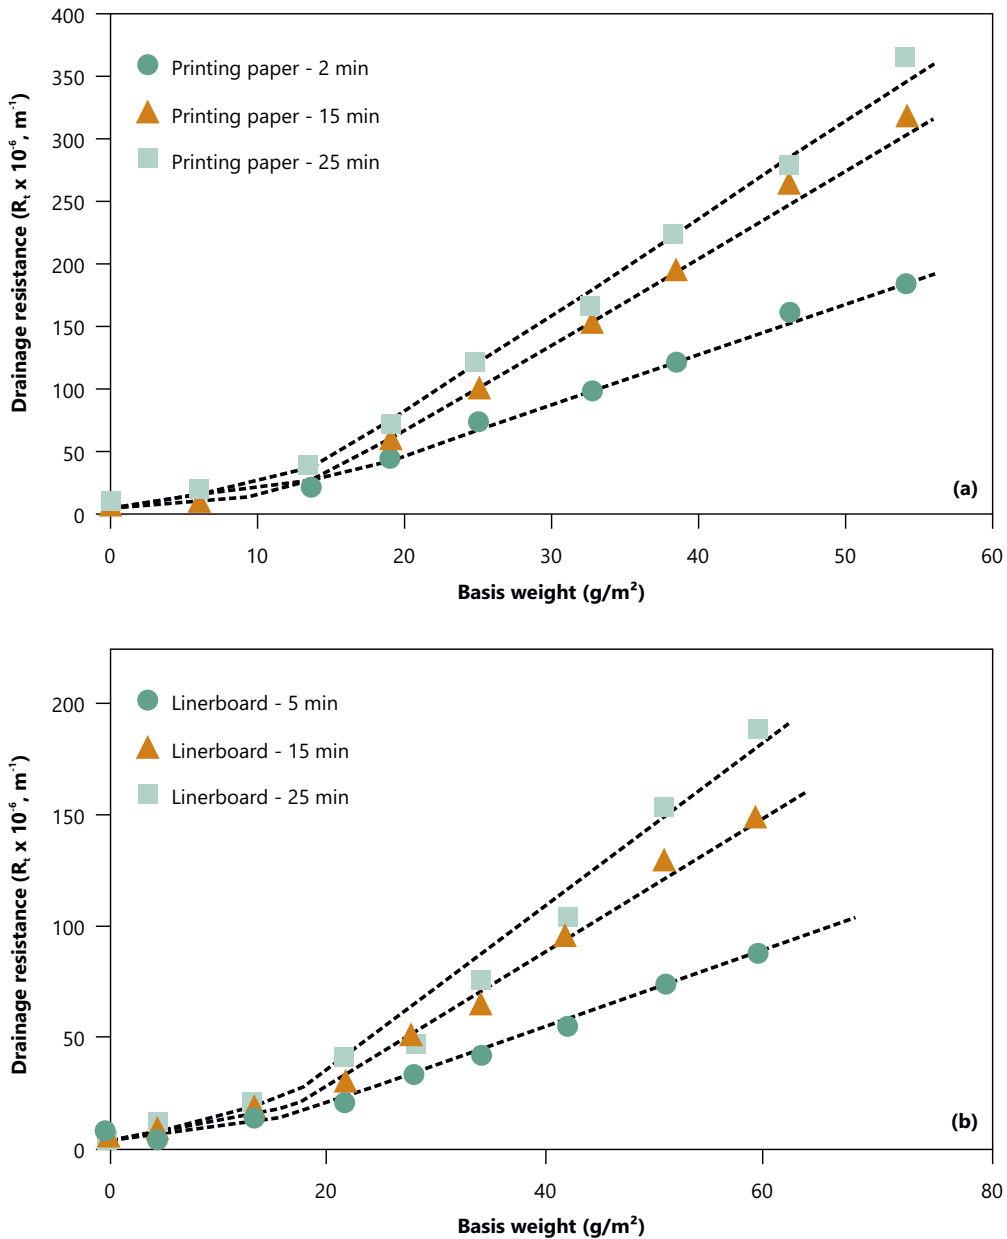 400
350
300
250
200
150
100
50
0
Drainage resistance (Rₜ x 10⁻⁶, m⁻¹)
Printing paper - 2 min
Printing paper - 15 min
Printing paper - 25 min
(a)
0 10 20 30 40 50 60
Basis weight (g/m²)
200
150
100
50
0
Drainage resistance (Rₜ x 10⁻⁶, m⁻¹)
Linerboard - 5 min
Linerboard - 15 min
Linerboard - 25 min
(b)
0 20 40 60 80
Basis weight (g/m²)